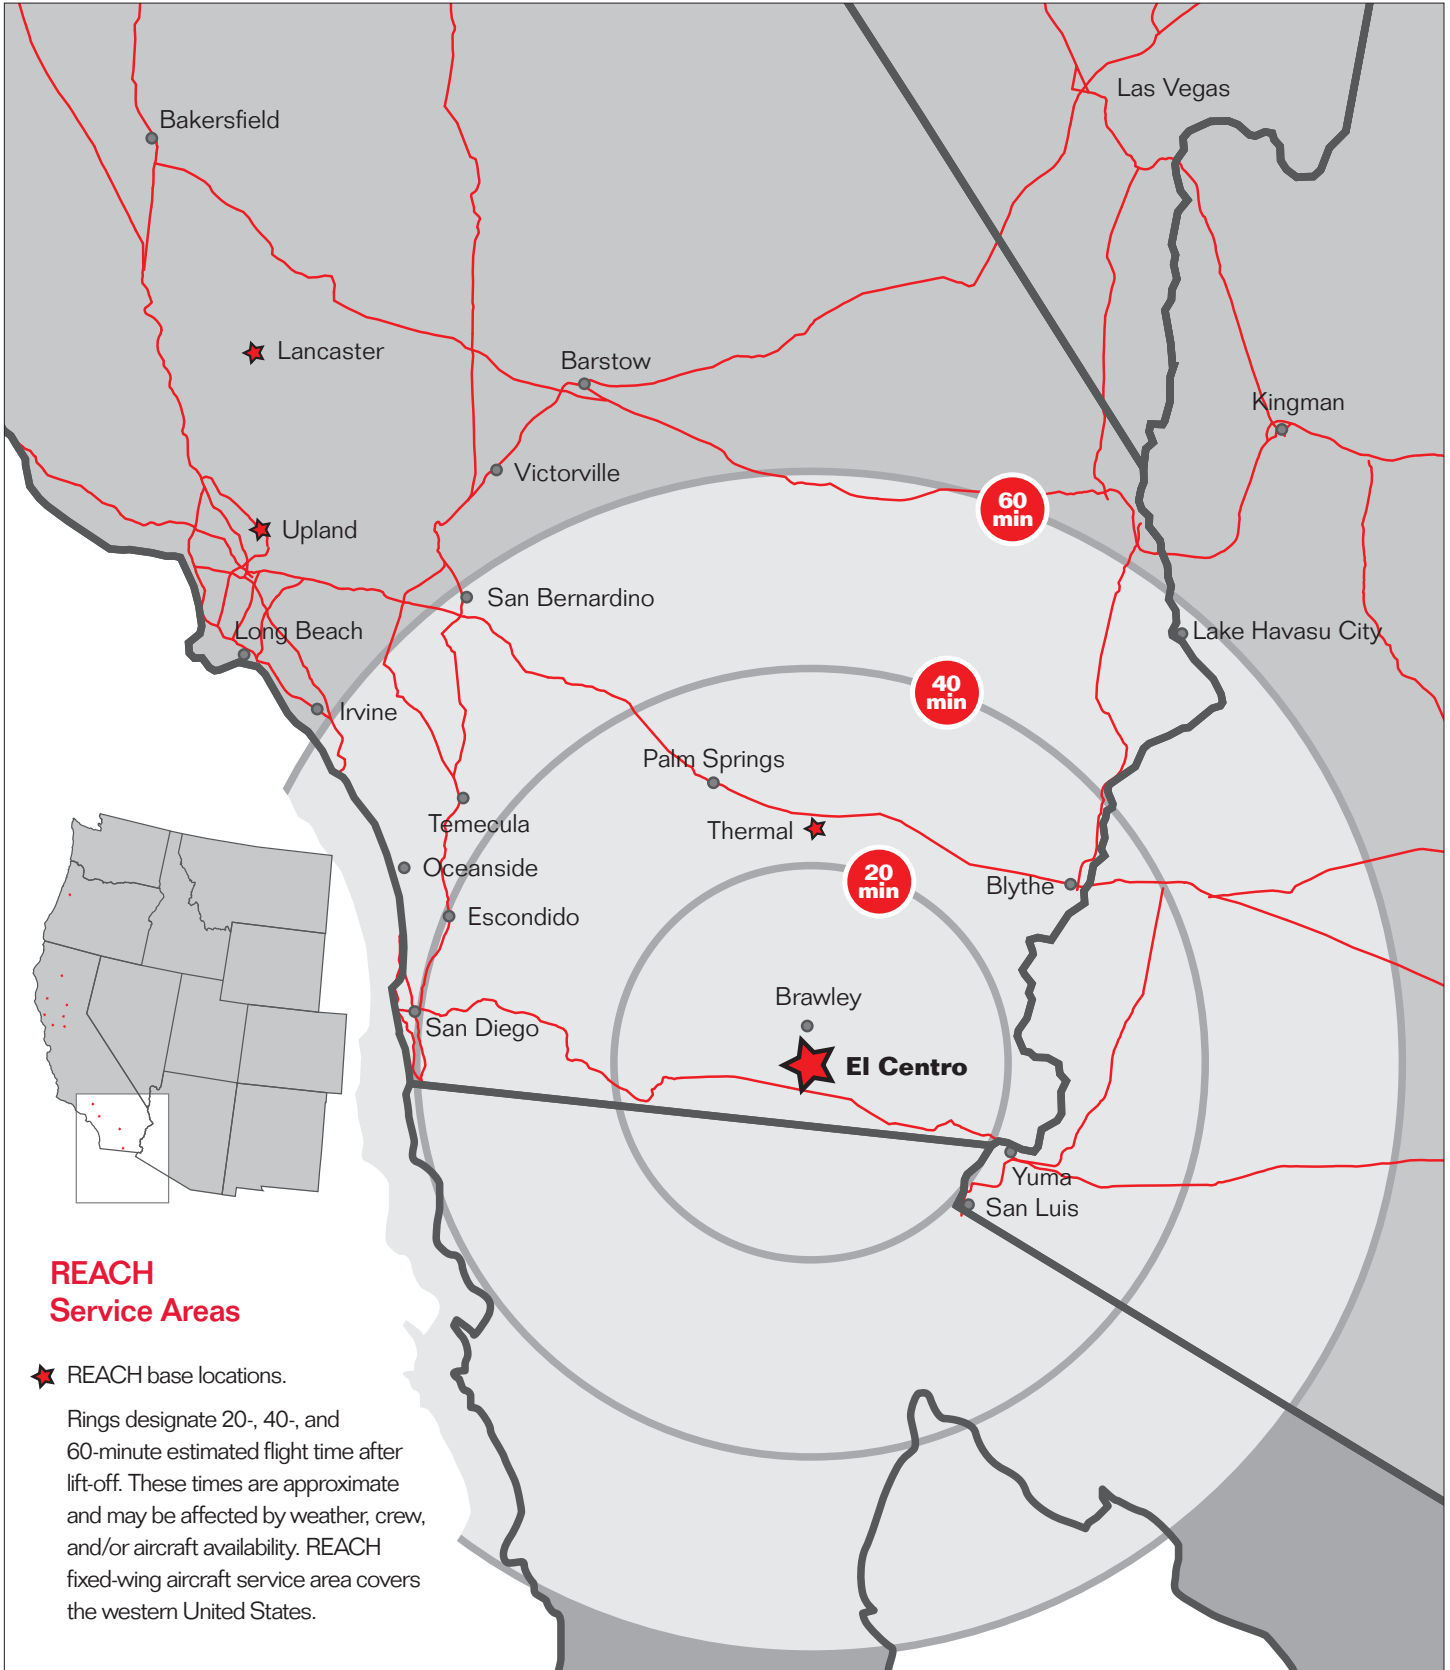 Las Vegas
Bakersfield
Lancaster
Barstow
Kingman
Victorville
60
min
Upland
San Bernardino
Long Beach
Lake Havasu City
40
min
Irvine
Palm Springs
Temecula
Thermal
Oceanside
20
min
Blythe
Escondido
Brawley
San Diego
El Centro
Yuma
San Luis
REACH
Service Areas
REACH base locations.
Rings designate 20-, 40-, and
60-minute estimated flight time after
lift-off. These times are approximate
and may be affected by weather, crew,
and/or aircraft availability. REACH
fixed-wing aircraft service area covers
the western United States.